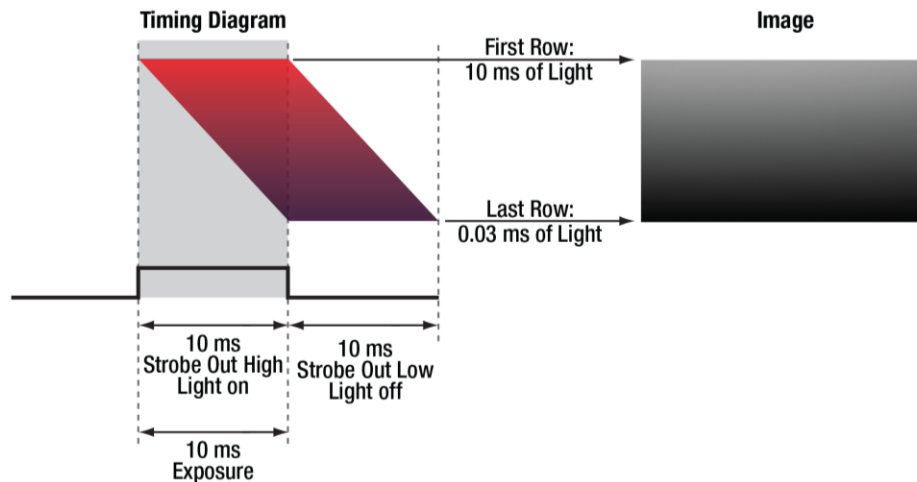 Timing Diagram
Image
First Row:
10 ms of Light
Last Row:
0.03 ms of Light
10 ms
Strobe Out High
Light on
10 ms
Strobe Out Low
Light off
10 ms
Exposure